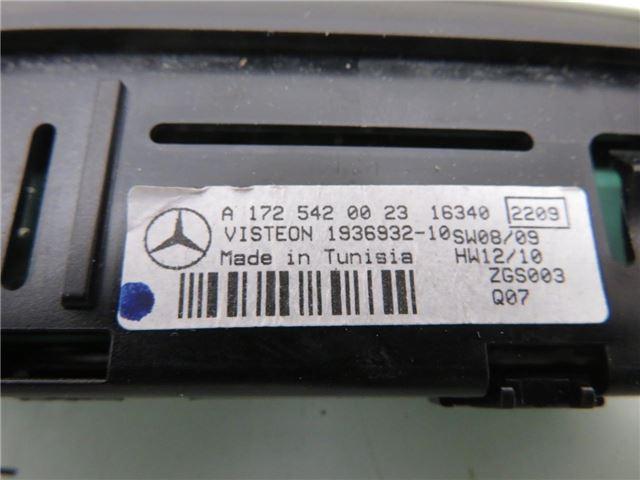 A 172 542 00 23 16340 2209
VISTEON 1936932-10 SW08/09
Made in Tunisia HW12/10
ZGS003
Q07